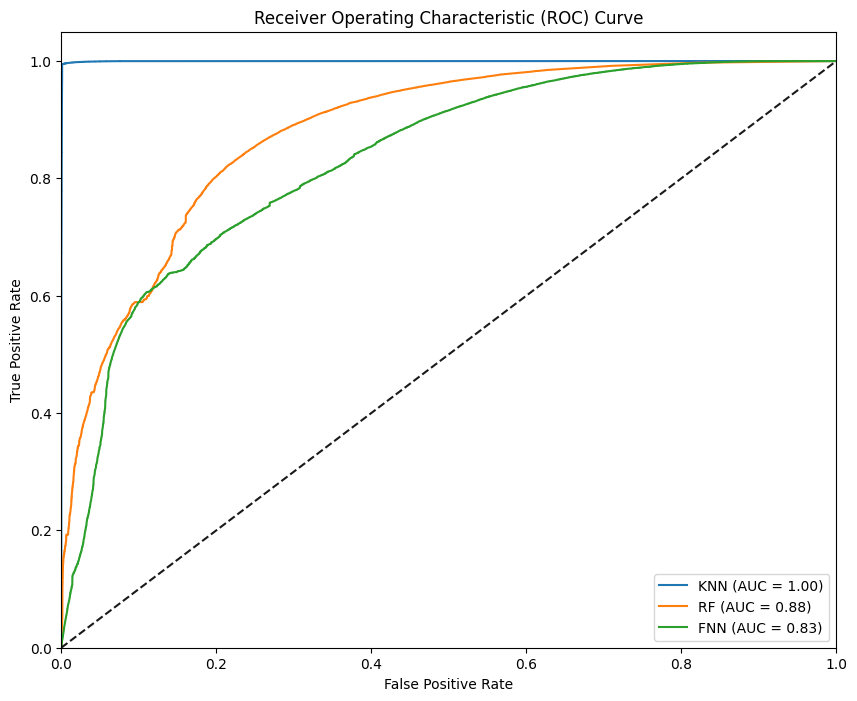 Receiver Operating Characteristic (ROC) Curve
True Positive Rate
1.0
0.8
0.6
0.4
0.2
0.0
0.0 0.2 0.4 0.6 0.8 1.0
False Positive Rate
KNN (AUC = 1.00)
RF (AUC = 0.88)
FNN (AUC = 0.83)